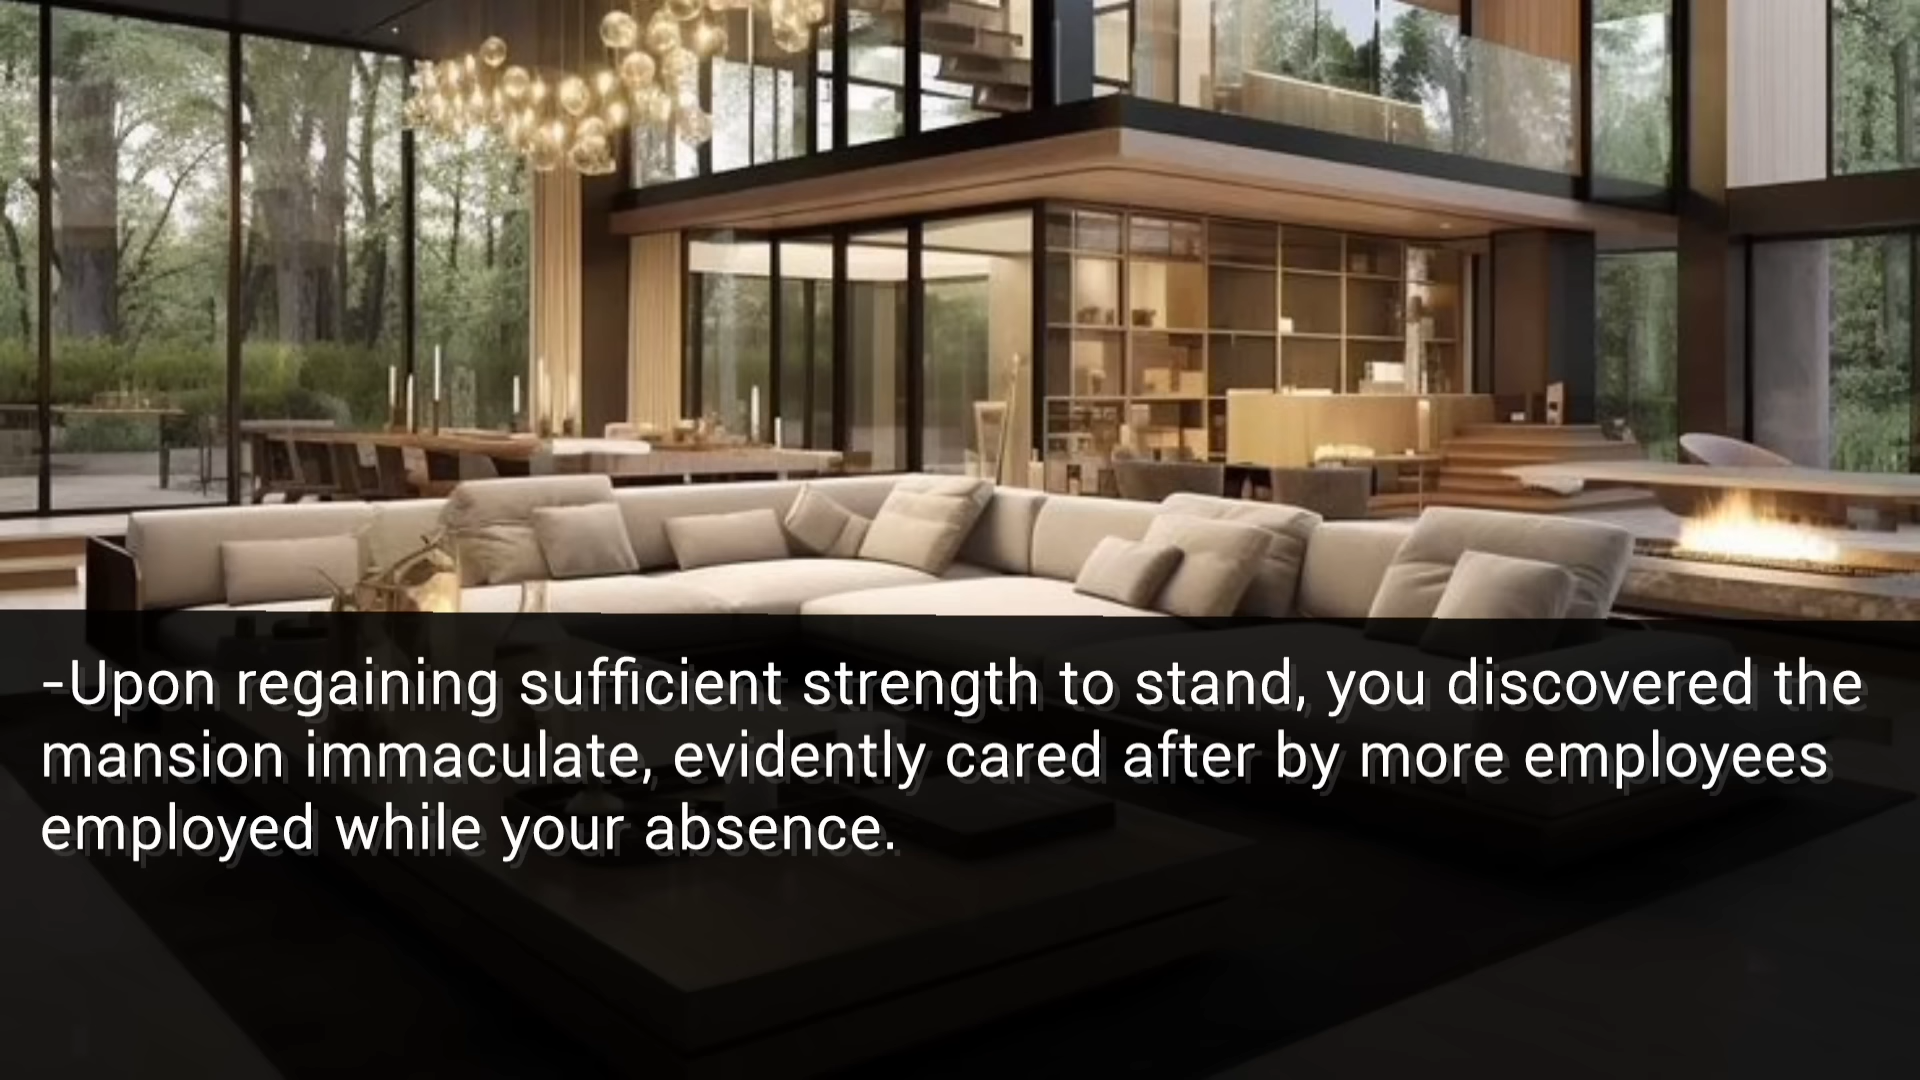 -Upon regaining sufficient strength to stand, you discovered the
mansion immaculate, evidently cared after by more employees
employed while your absence.